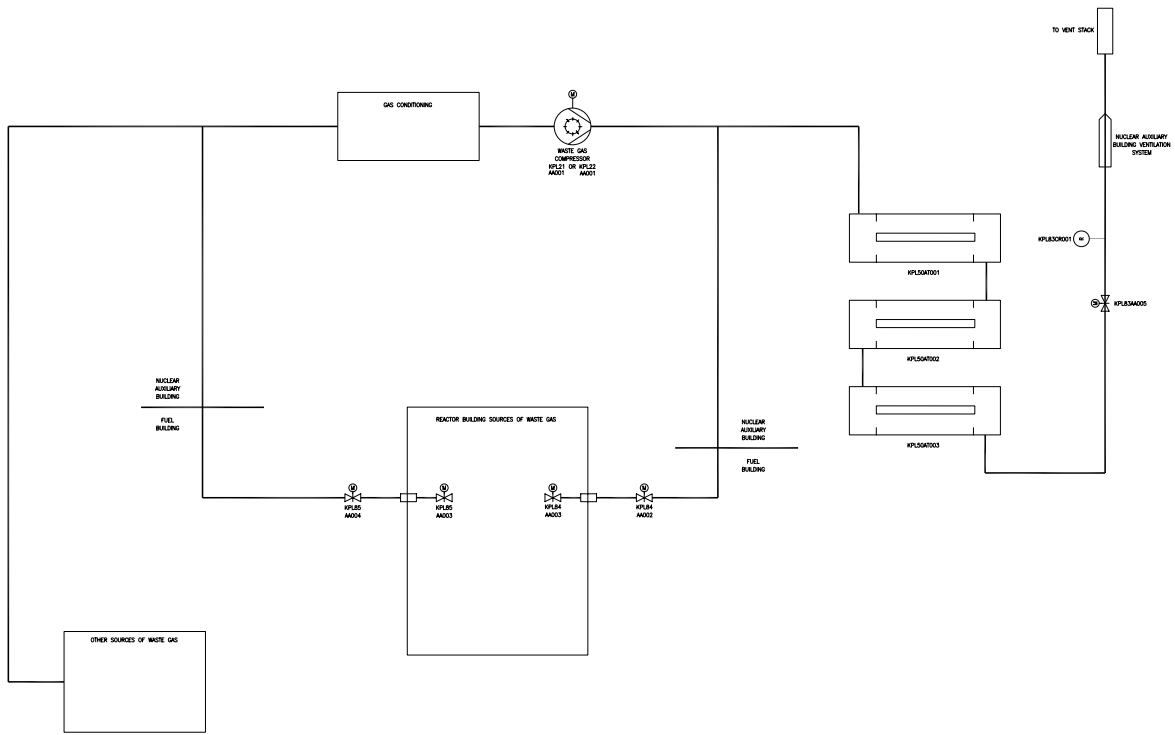 TO VENT STACK
GAS CONDITIONING
M
WASTE GAS
COMPRESSOR
KPL21 OR KPL22
AA001 AA001
NUCLEAR AUXILIARY
BUILDING VENTILATION
SYSTEM
KPL83CR001
KPL50AT001
M
KPL83AA005
KPL50AT002
NUCLEAR
AUXILIARY
BUILDING
FUEL
BUILDING
REACTOR BUILDING SOURCES OF WASTE GAS
NUCLEAR
AUXILIARY
BUILDING
FUEL
BUILDING
KPL50AT003
M
KPL85
AA004
M
KPL85
AA003
M
KPL84
AA003
M
KPL84
AA002
OTHER SOURCES OF WASTE GAS